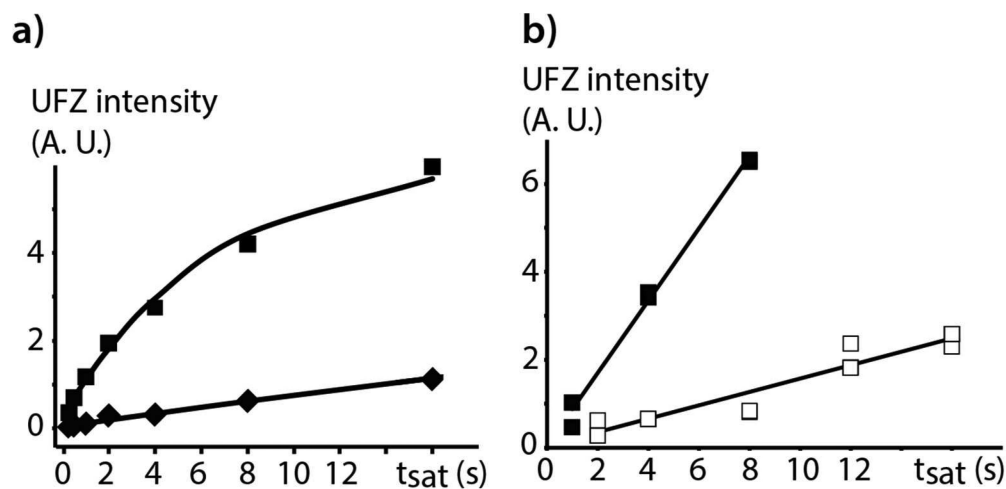 a)
UFZ intensity
(A. U.)
4
2
0
0 2 4 6 8 10 12 tsat (s)
b)
UFZ intensity
(A. U.)
6
4
2
0
0 2 4 6 8 10 12 tsat (s)